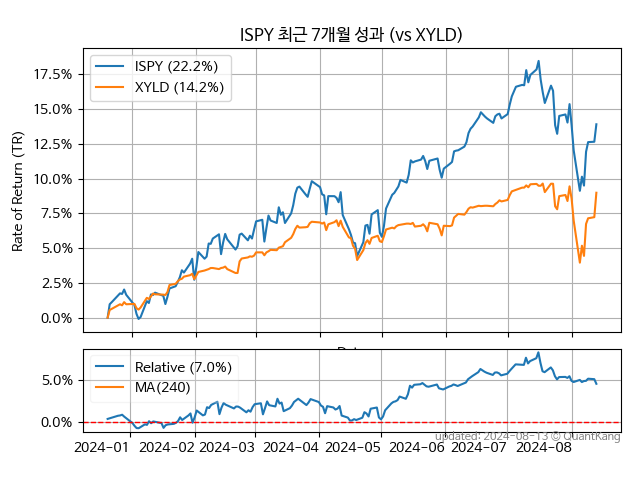 ISPY 최근 7개월 성과 (vs XYLD)
Rate of Return (TR)
17.5%
15.0%
12.5%
10.0%
7.5%
5.0%
2.5%
0.0%
ISPY (22.2%)
XYLD (14.2%)
5.0%
0.0%
Relative (7.0%)
MA(240)
2024-01 2024-02 2024-03 2024-04 2024-05 2024-06 2024-07 2024-08
updated: 2024-08-13 © QuantKang